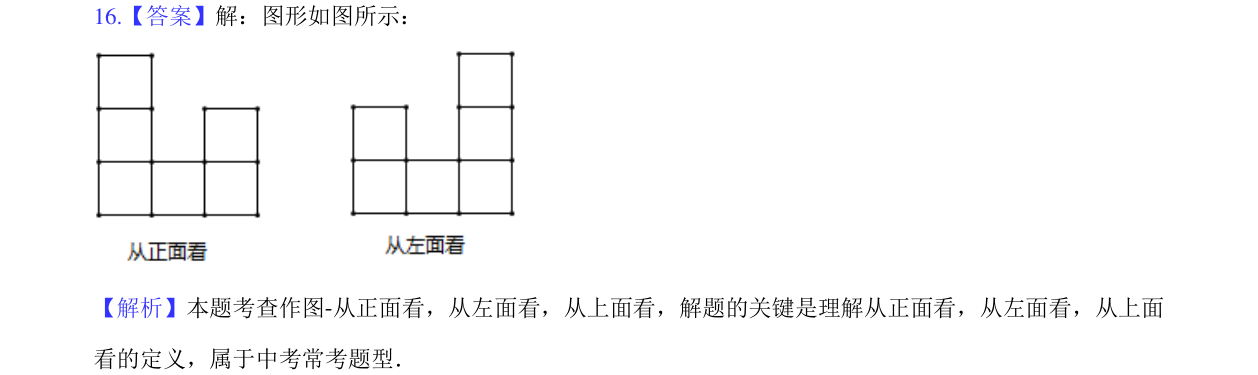 16.【答案】解：图形如图所示：
从正面看
从左面看
【解析】本题考查作图-从正面看，从左面看，从上面看，解题的关键是理解从正面看，从左面看，从上面
看的定义，属于中考常考题型．